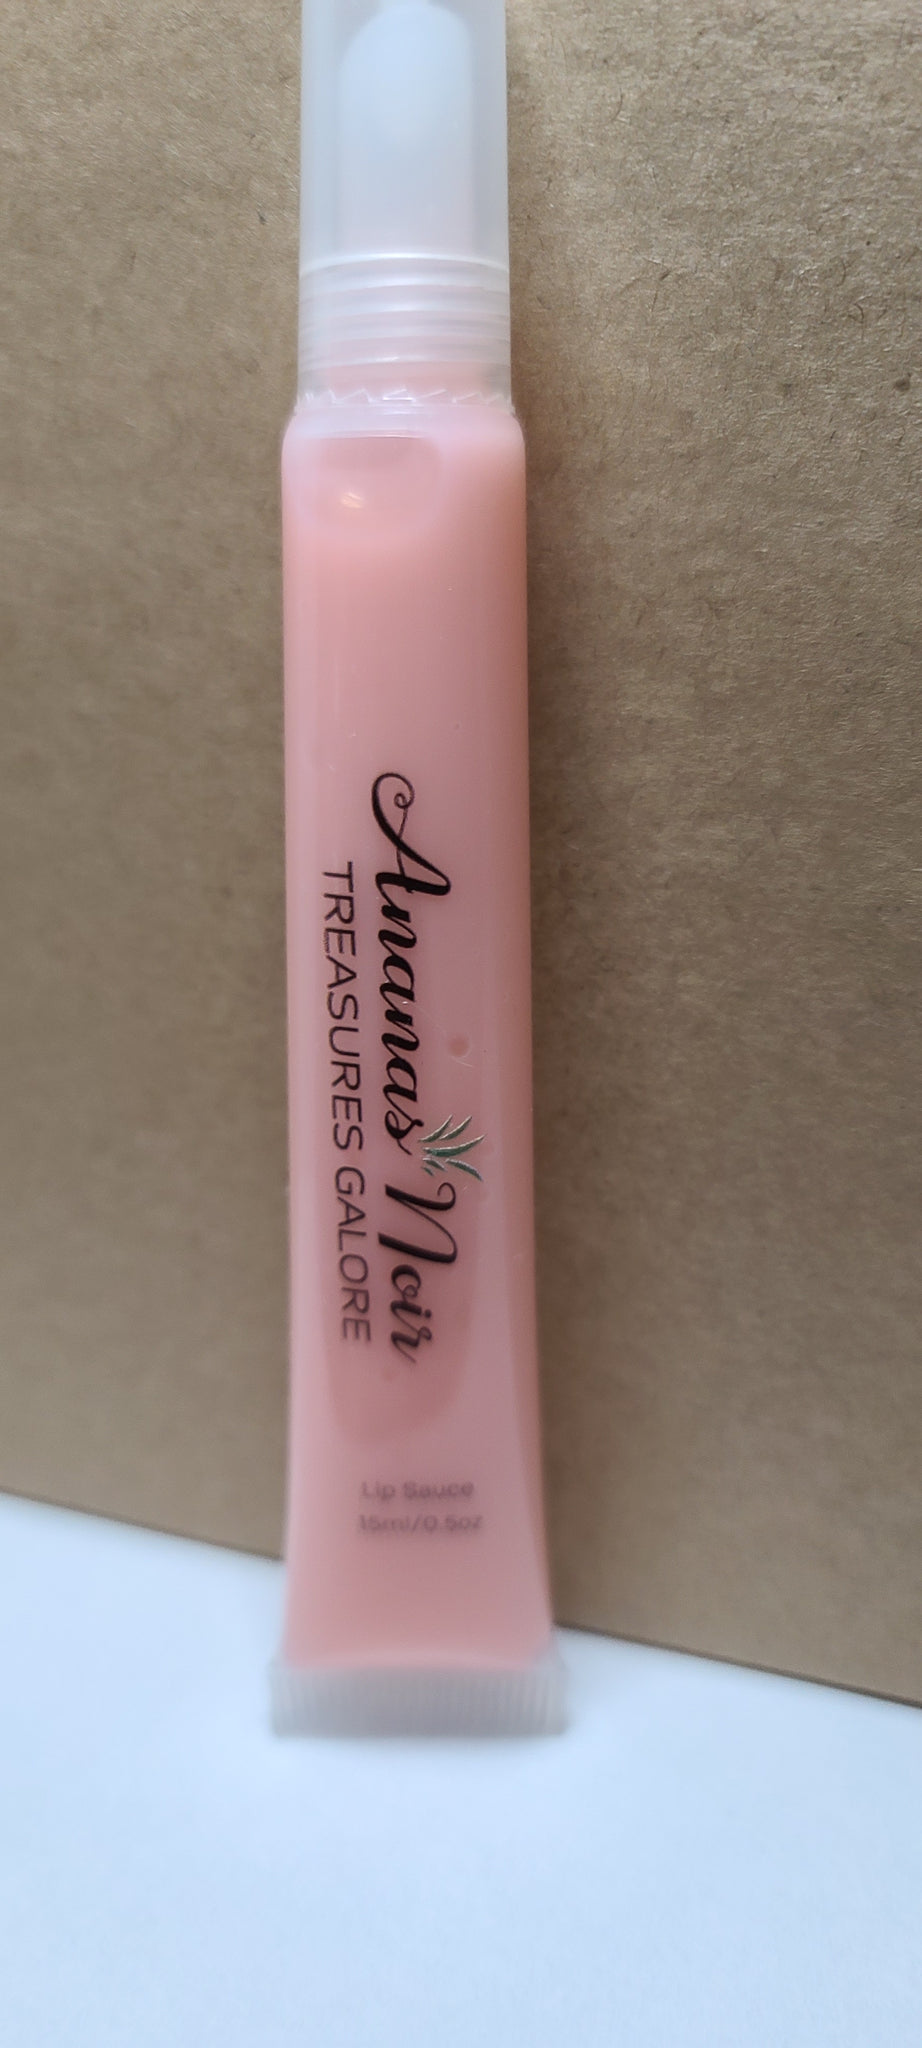 Ananas Noir
TREASURES GALORE
Lip Sauce
15ml/0.5oz